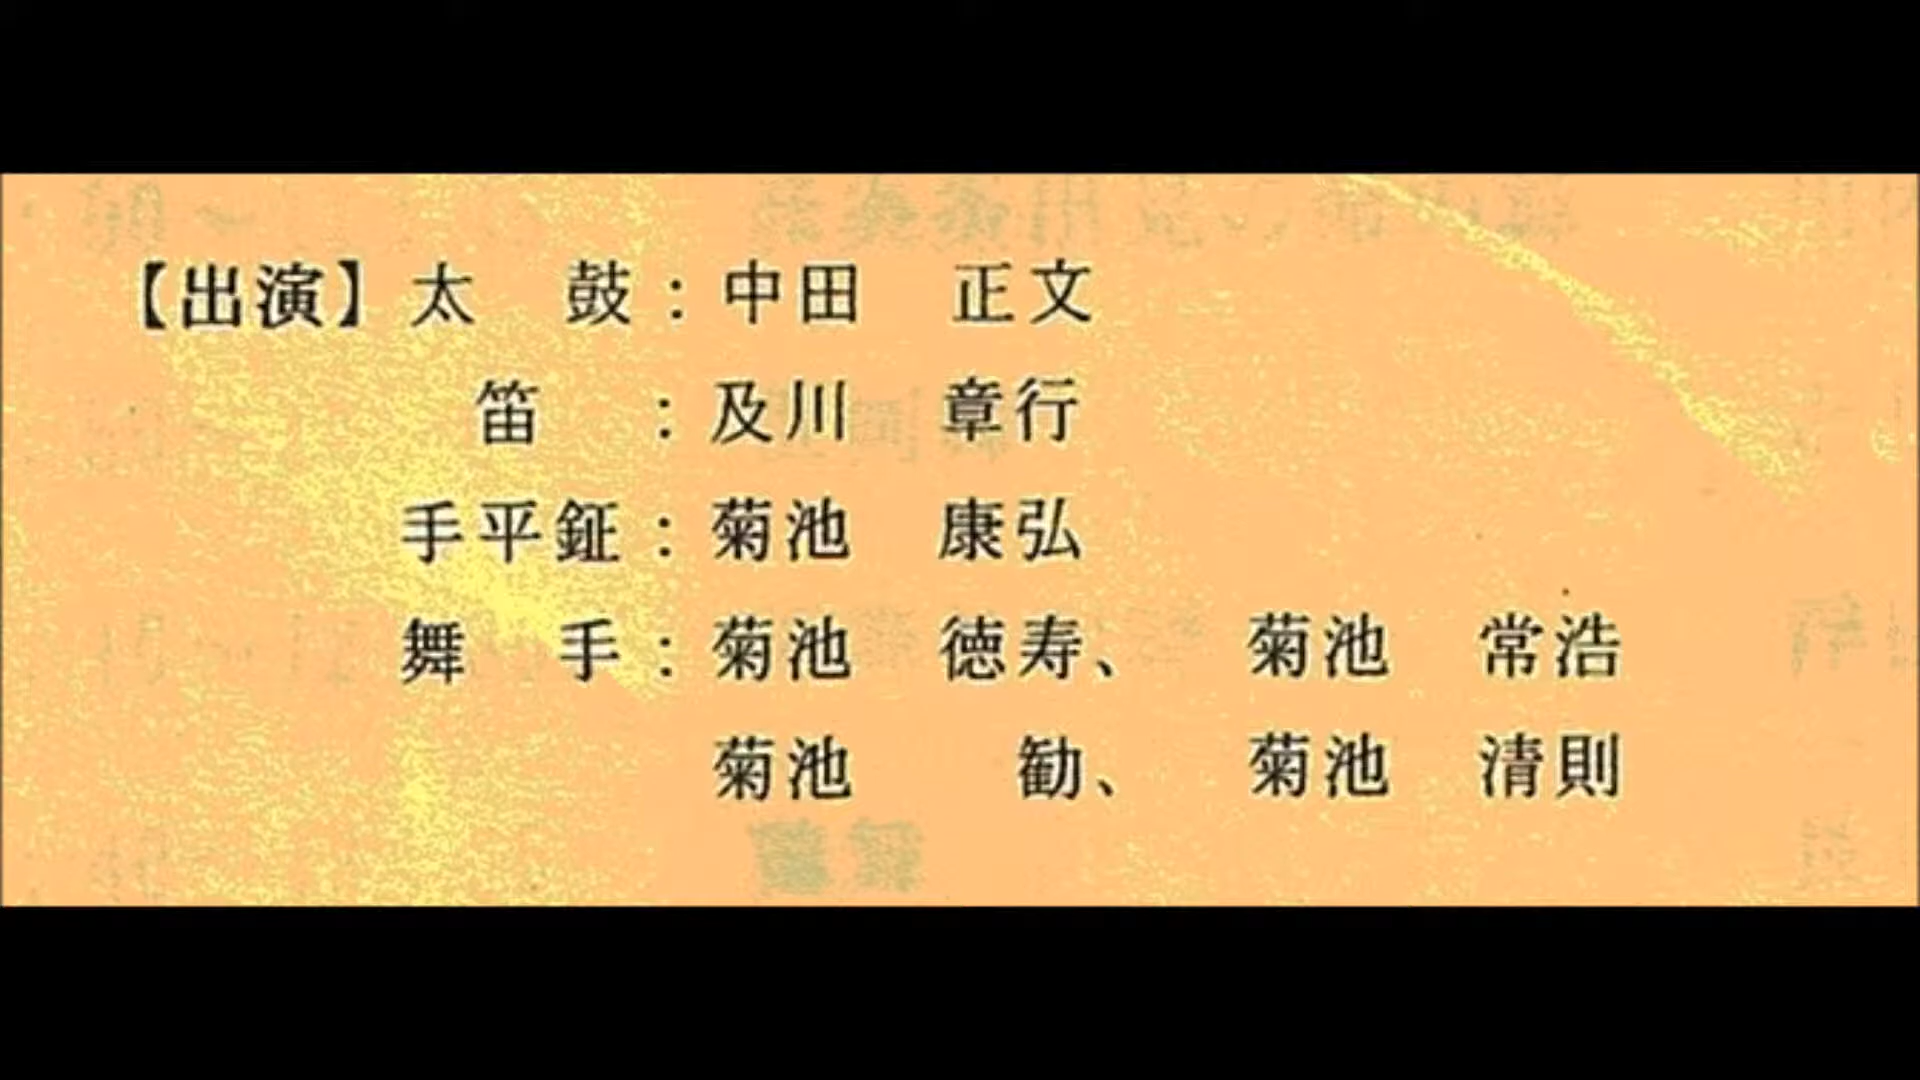 【出演】太　鼓：中田　正文
笛　：及川　章行
手平鉦：菊池　康弘
舞　手：菊池　徳寿、　菊池　常浩
菊池　　勧、　菊池　清則